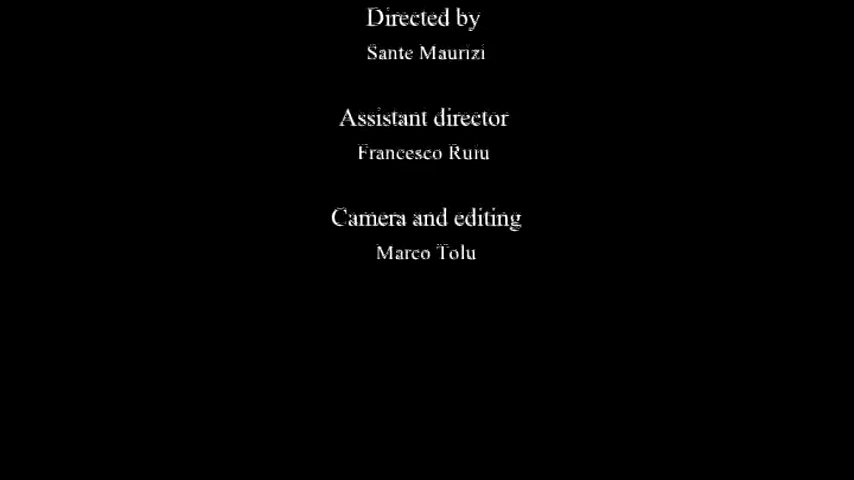 Directed by
Sante Maurizi
Assistant director
Francesco Ruiu
Camera and editing
Marco Tolu